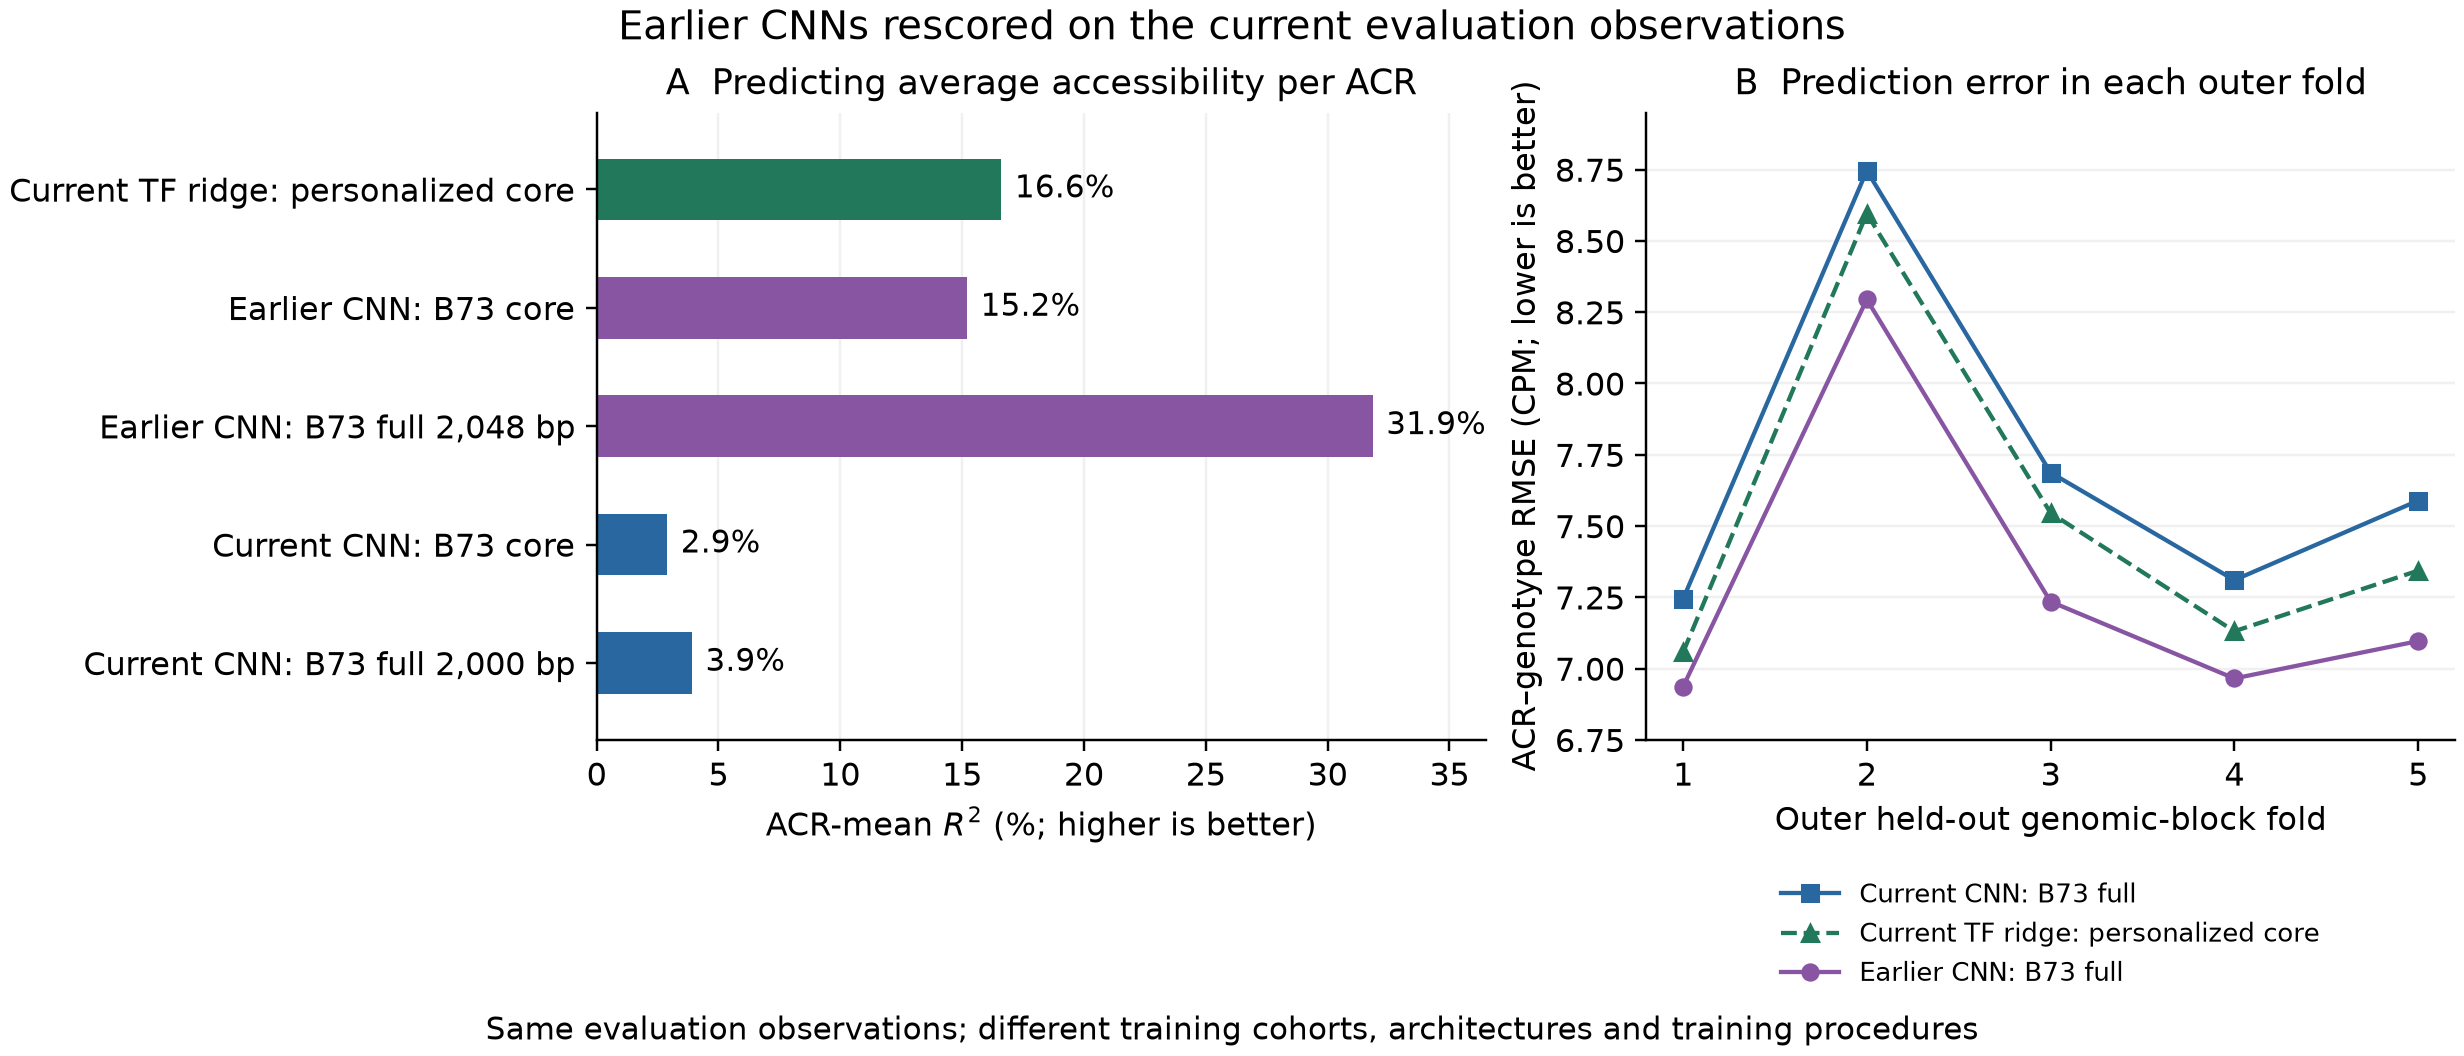 Earlier CNNs rescored on the current evaluation observations
A Predicting average accessibility per ACR
Current TF ridge: personalized core
16.6%
Earlier CNN: B73 core
15.2%
Earlier CNN: B73 full 2,048 bp
31.9%
Current CNN: B73 core
2.9%
Current CNN: B73 full 2,000 bp
3.9%
0 5 10 15 20 25 30 35
ACR-mean R² (%; higher is better)
B Prediction error in each outer fold
ACR–genotype RMSE (CPM; lower is better)
8.75
8.50
8.25
8.00
7.75
7.50
7.25
7.00
6.75
1 2 3 4 5
Outer held-out genomic-block fold
Current CNN: B73 full
Current TF ridge: personalized core
Earlier CNN: B73 full
Same evaluation observations; different training cohorts, architectures and training procedures